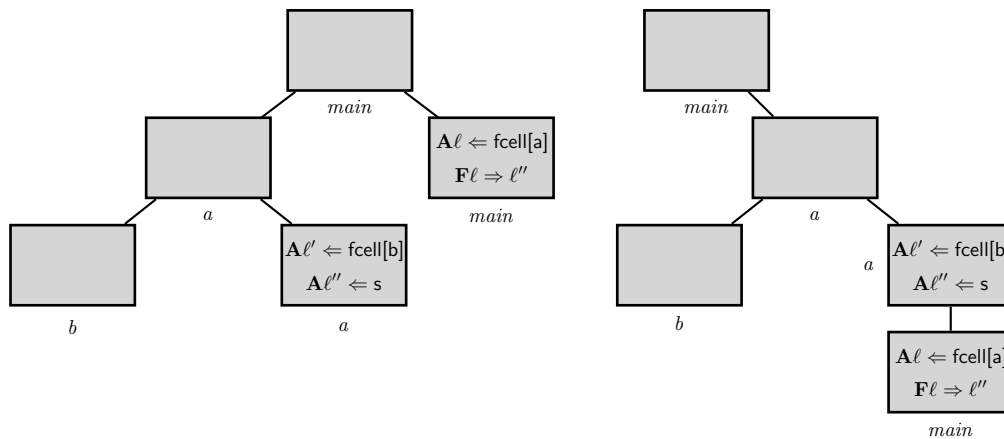 main
main
𝐀ℓ ⇐ fcell[a]
𝐅ℓ ⇒ ℓ″
a
main
a
𝐀ℓ′ ⇐ fcell[b]
𝐀ℓ″ ⇐ s
b
a
𝐀ℓ′ ⇐ fcell[b]
𝐀ℓ″ ⇐ s
a
b
𝐀ℓ ⇐ fcell[a]
𝐅ℓ ⇒ ℓ″
main